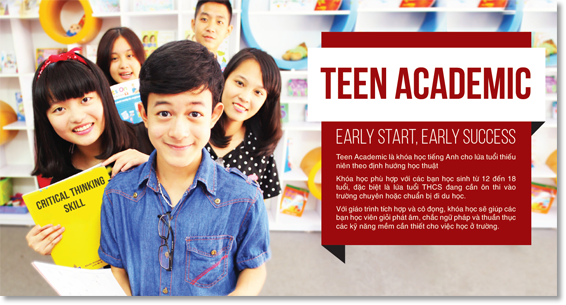 CRITICAL THINKING
SKILL
TEEN ACADEMIC
EARLY START, EARLY SUCCESS
Teen Academic là khóa học tiếng Anh cho lứa tuổi thiếu
niên theo định hướng học thuật
Khóa học phù hợp với các bạn học sinh từ 12 đến 18
tuổi, đặc biệt là lứa tuổi THCS đang cần ôn thi vào
trường chuyên hoặc chuẩn bị đi du học.
Với giáo trình tích hợp và cô đọng, khóa học sẽ giúp các
bạn học viên giỏi phát âm, chắc ngữ pháp và thuần thục
các kỹ năng mềm cần thiết cho việc học ở trường.